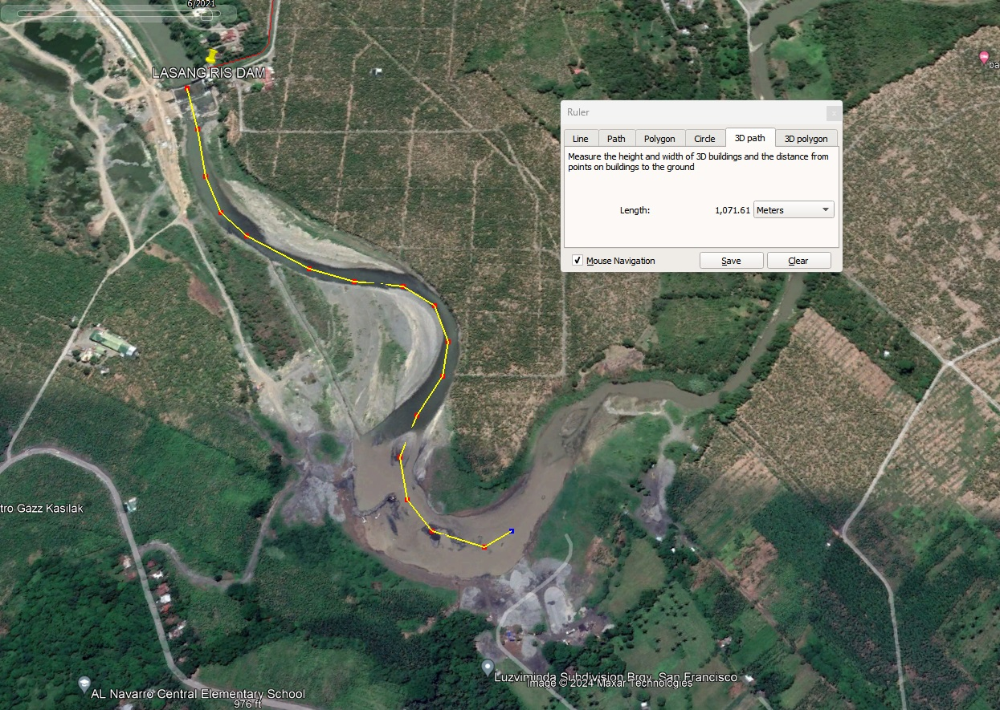 6/2021
LASANG RIS DAM
ba
Ruler
Line Path Polygon Circle 3D path 3D polygon
Measure the height and width of 3D buildings and the distance from
points on buildings to the ground
Length: 1,071.61 Meters
Mouse Navigation Save Clear
tro Gazz Kasilak
Luzviminda Subdivision Brgy. San Francisco
Image © 2024 Maxar Technologies
AL Navarro Central Elementary School
976 ft